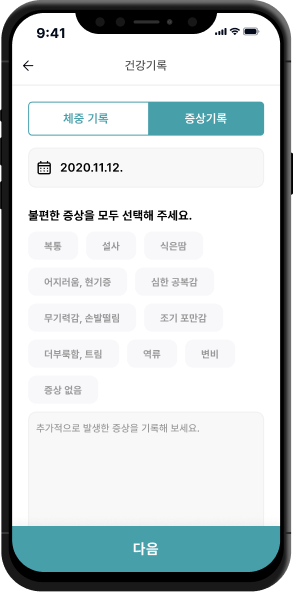 9:41
건강기록
체중 기록 증상기록
2020.11.12.
불편한 증상을 모두 선택해 주세요.
복통 설사 식은땀
어지러움, 현기증 심한 공복감
무기력감, 손발떨림 조기 포만감
더부룩함, 트림 역류 변비
증상 없음
추가적으로 발생한 증상을 기록해 보세요.
다음